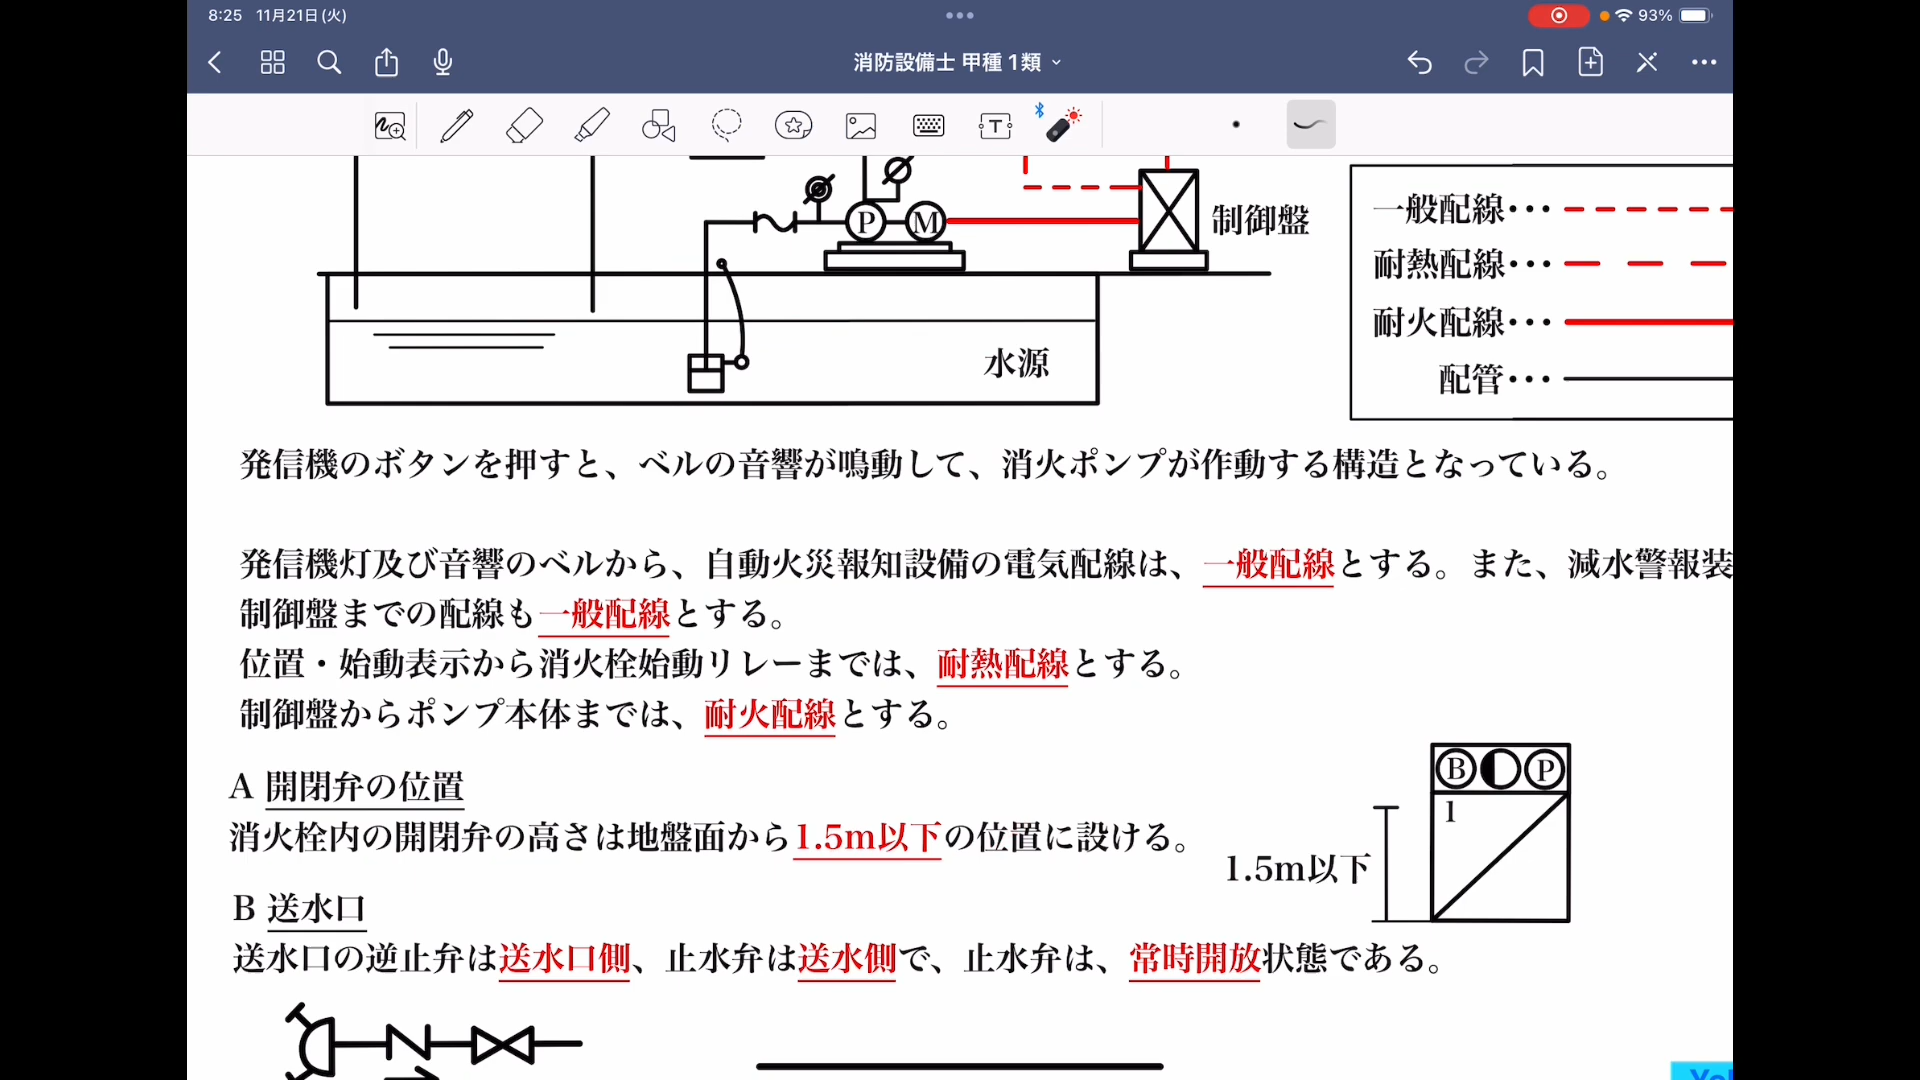 8:25 11月21日(火)
93%
消防設備士 甲種 1類
T
P M
制御盤
一般配線･･･
耐熱配線･･･
耐火配線･･･
配管･･･
水源
発信機のボタンを押すと、ベルの音響が鳴動して、消火ポンプが作動する構造となっている。
発信機灯及び音響のベルから、自動火災報知設備の電気配線は、一般配線とする。また、減水警報装
制御盤までの配線も一般配線とする。
位置・始動表示から消火栓始動リレーまでは、耐熱配線とする。
制御盤からポンプ本体までは、耐火配線とする。
A 開閉弁の位置
消火栓内の開閉弁の高さは地盤面から1.5m以下の位置に設ける。
B P
1
1.5m以下
B 送水口
送水口の逆止弁は送水口側、止水弁は送水側で、止水弁は、常時開放状態である。